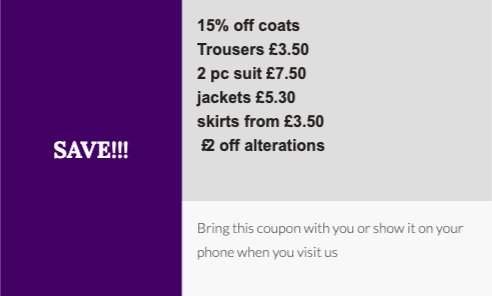 SAVE!!!
15% off coats
Trousers £3.50
2 pc suit £7.50
jackets £5.30
skirts from £3.50
£2 off alterations
Bring this coupon with you or show it on your
phone when you visit us